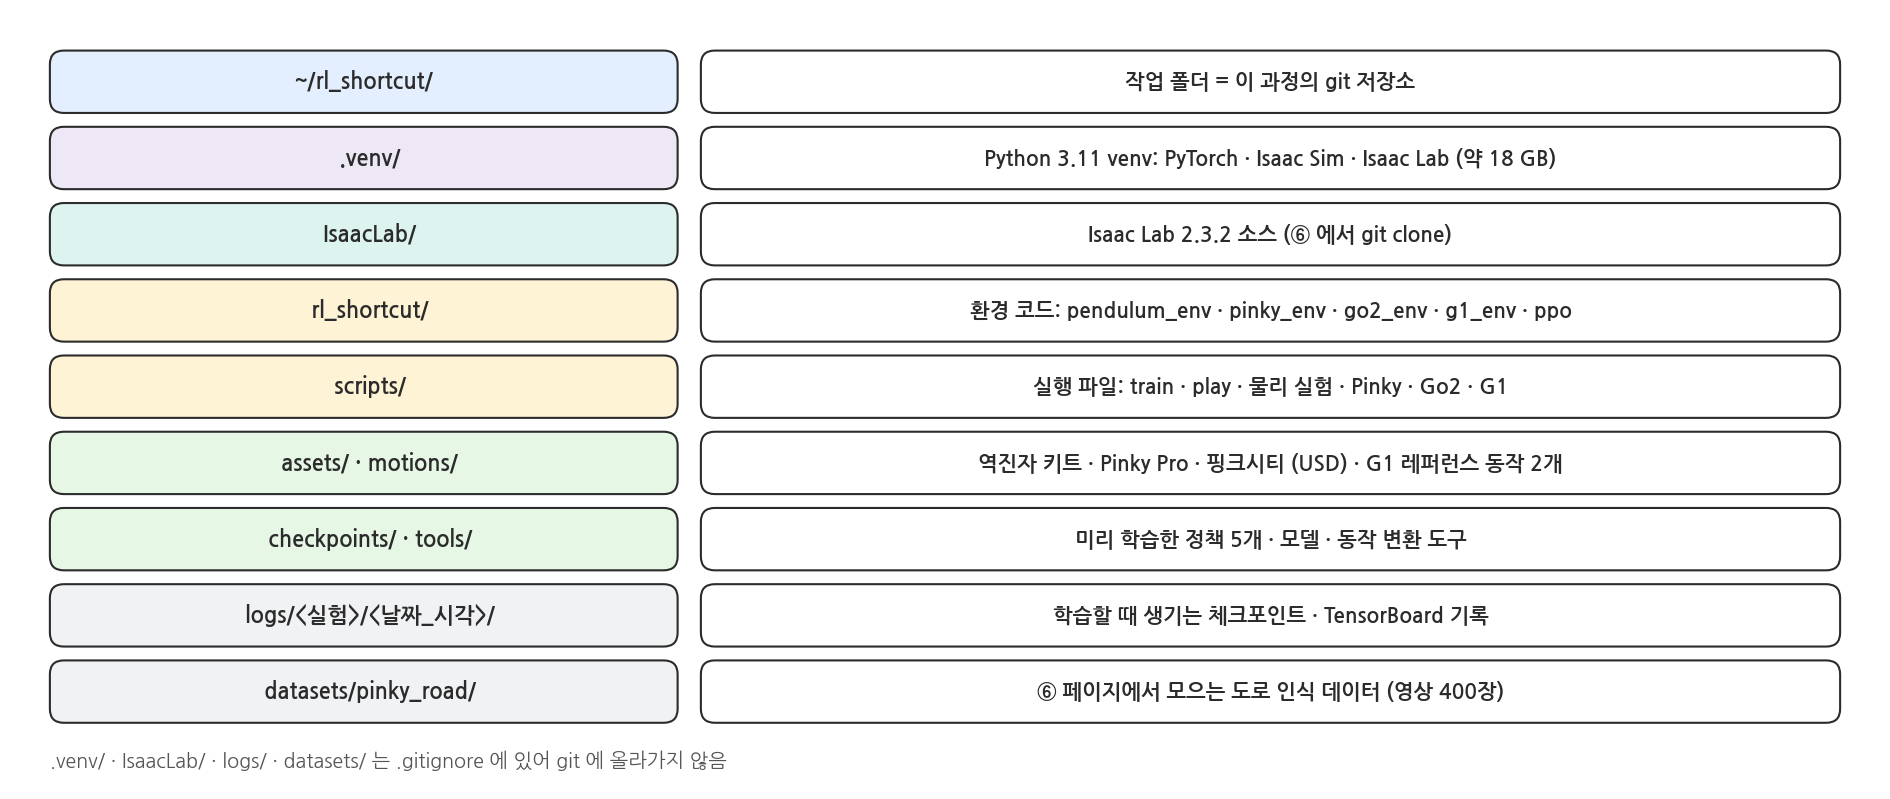 ~/rl_shortcut/
작업 폴더 = 이 과정의 git 저장소
.venv/
Python 3.11 venv: PyTorch · Isaac Sim · Isaac Lab (약 18 GB)
IsaacLab/
Isaac Lab 2.3.2 소스 (⑥ 에서 git clone)
rl_shortcut/
환경 코드: pendulum_env · pinky_env · go2_env · g1_env · ppo
scripts/
실행 파일: train · play · 물리 실험 · Pinky · Go2 · G1
assets/ · motions/
역진자 키트 · Pinky Pro · 핑크시티 (USD) · G1 레퍼런스 동작 2개
checkpoints/ · tools/
미리 학습한 정책 5개 · 모델 · 동작 변환 도구
logs/<실험>/<날짜_시각>/
학습할 때 생기는 체크포인트 · TensorBoard 기록
datasets/pinky_road/
⑥ 페이지에서 모으는 도로 인식 데이터 (영상 400장)
.venv/ · IsaacLab/ · logs/ · datasets/ 는 .gitignore 에 있어 git 에 올라가지 않음